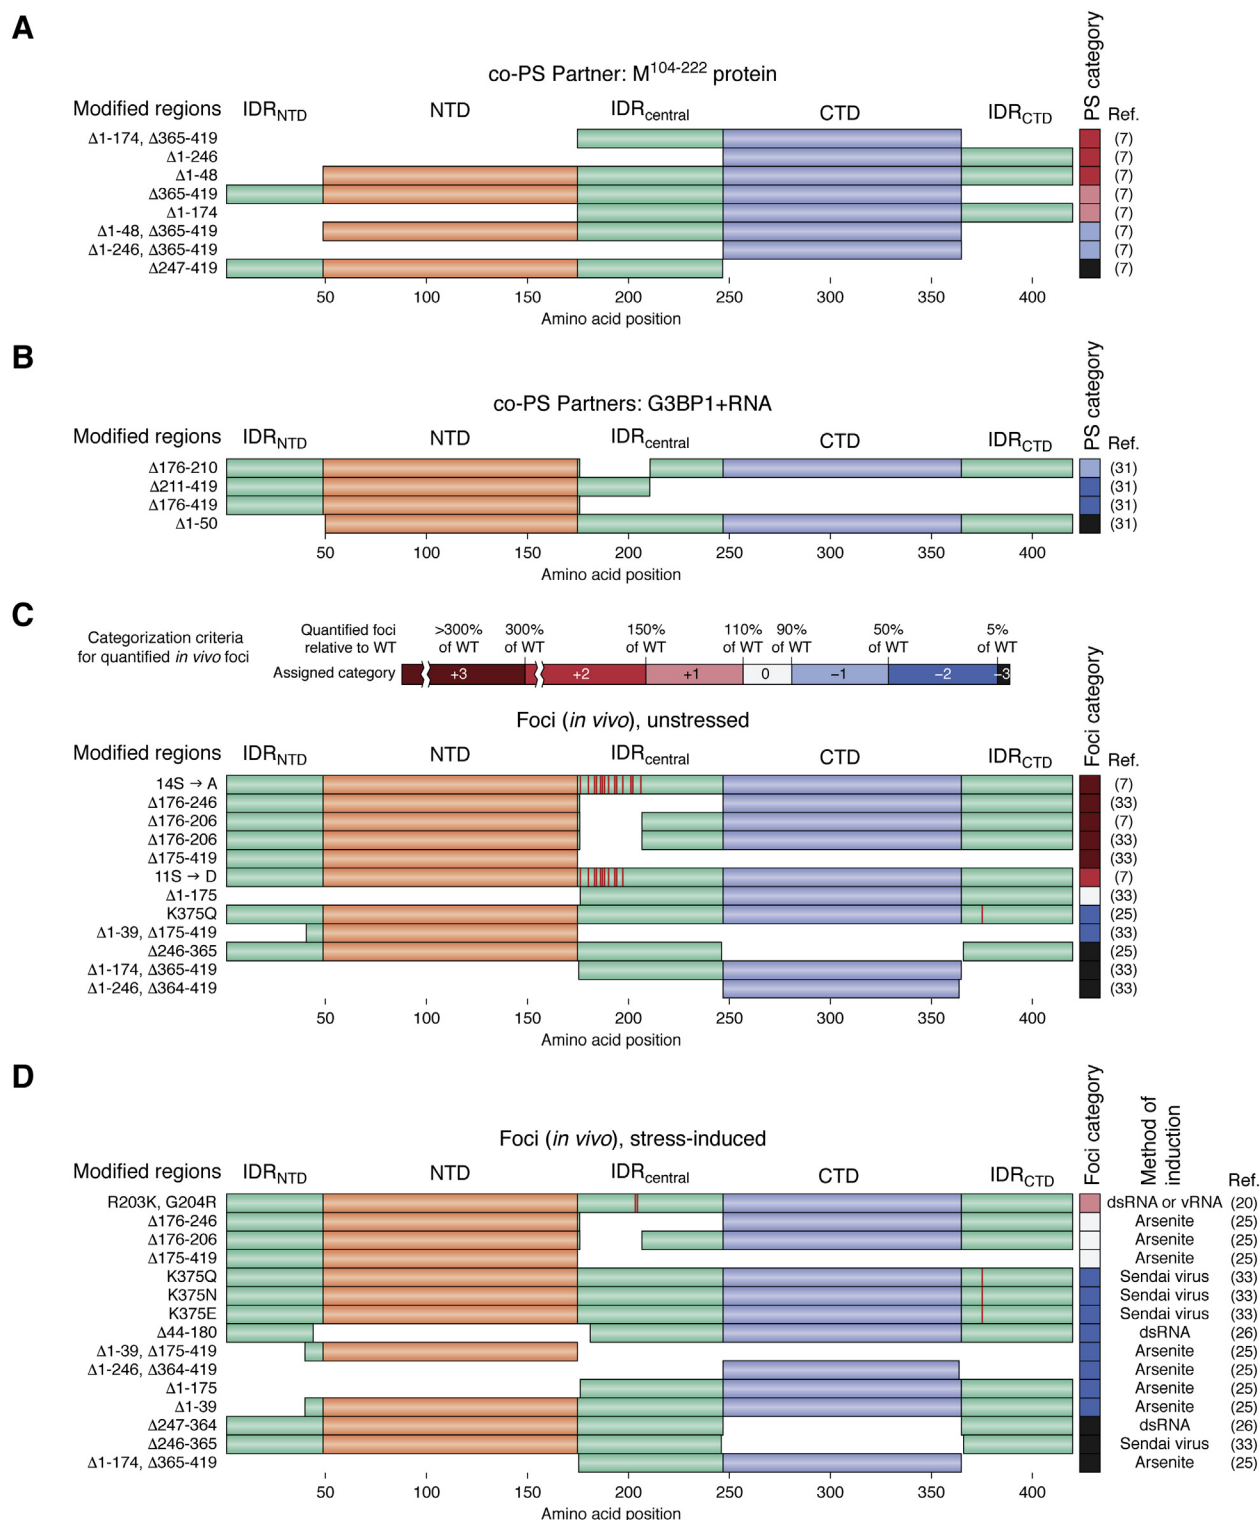 A
co-PS Partner: M104-222 protein
PS category
Modified regions IDRNTD NTD IDRcentral CTD IDRCTD Ref.
Δ1-174, Δ365-419 (7)
Δ1-246 (7)
Δ1-48 (7)
Δ365-419 (7)
Δ1-174 (7)
Δ1-48, Δ365-419 (7)
Δ1-246, Δ365-419 (7)
Δ247-419 (7)
50 100 150 200 250 300 350 400
Amino acid position
B
co-PS Partners: G3BP1+RNA
PS category
Modified regions IDRNTD NTD IDRcentral CTD IDRCTD Ref.
Δ176-210 (31)
Δ211-419 (31)
Δ176-419 (31)
Δ1-50 (31)
50 100 150 200 250 300 350 400
Amino acid position
C
Categorization criteria
for quantified in vivo foci
Quantified foci >300% 300% 150% 110% 90% 50% 5%
relative to WT of WT of WT of WT of WT of WT of WT of WT
Assigned category +3 +2 +1 0 −1 −2 −3
Foci (in vivo), unstressed
Foci category
Modified regions IDRNTD NTD IDRcentral CTD IDRCTD Ref.
14S → A (7)
Δ176-246 (33)
Δ176-206 (7)
Δ176-206 (33)
Δ175-419 (33)
11S → D (7)
Δ1-175 (33)
K375Q (25)
Δ1-39, Δ175-419 (33)
Δ246-365 (25)
Δ1-174, Δ365-419 (33)
Δ1-246, Δ364-419 (33)
50 100 150 200 250 300 350 400
Amino acid position
D
Foci (in vivo), stress-induced
Foci category
Method of
induction
Modified regions IDRNTD NTD IDRcentral CTD IDRCTD Ref.
R203K, G204R dsRNA or vRNA (20)
Δ176-246 Arsenite (25)
Δ176-206 Arsenite (25)
Δ175-419 Arsenite (25)
K375Q Sendai virus (33)
K375N Sendai virus (33)
K375E Sendai virus (33)
Δ44-180 dsRNA (26)
Δ1-39, Δ175-419 Arsenite (25)
Δ1-246, Δ364-419 Arsenite (25)
Δ1-175 Arsenite (25)
Δ1-39 Arsenite (25)
Δ247-364 dsRNA (26)
Δ246-365 Sendai virus (33)
Δ1-174, Δ365-419 Arsenite (25)
50 100 150 200 250 300 350 400
Amino acid position